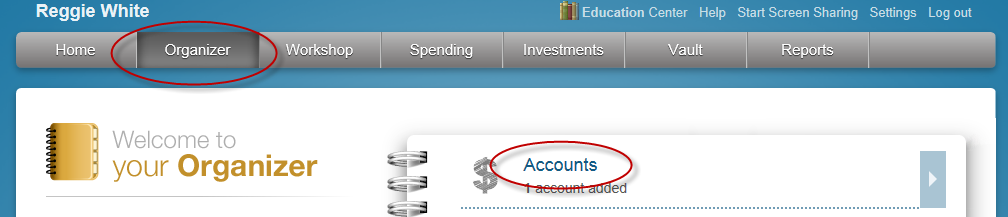 Reggie White
Education Center Help Start Screen Sharing Settings Log out
Home Organizer Workshop Spending Investments Vault Reports
Welcome to
your Organizer
Accounts
1 account added